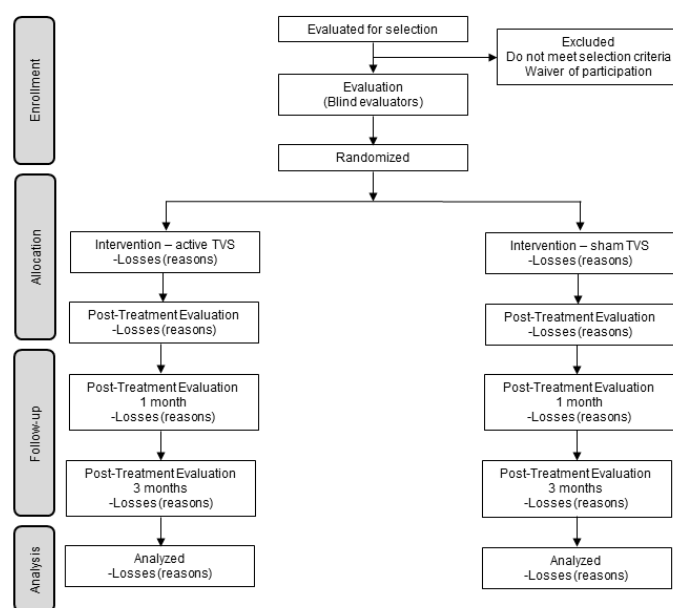 Evaluated for selection
Excluded
Do not meet selection criteria
Waiver of participation
Enrollment
Evaluation
(Blind evaluators)
Randomized
Allocation
Intervention – active TVS
-Losses (reasons)
Intervention – sham TVS
-Losses (reasons)
Post-Treatment Evaluation
-Losses (reasons)
Post-Treatment Evaluation
-Losses (reasons)
Follow-up
Post-Treatment Evaluation
1 month
-Losses (reasons)
Post-Treatment Evaluation
1 month
-Losses (reasons)
Post-Treatment Evaluation
3 months
-Losses (reasons)
Post-Treatment Evaluation
3 months
-Losses (reasons)
Analysis
Analyzed
-Losses (reasons)
Analyzed
-Losses (reasons)